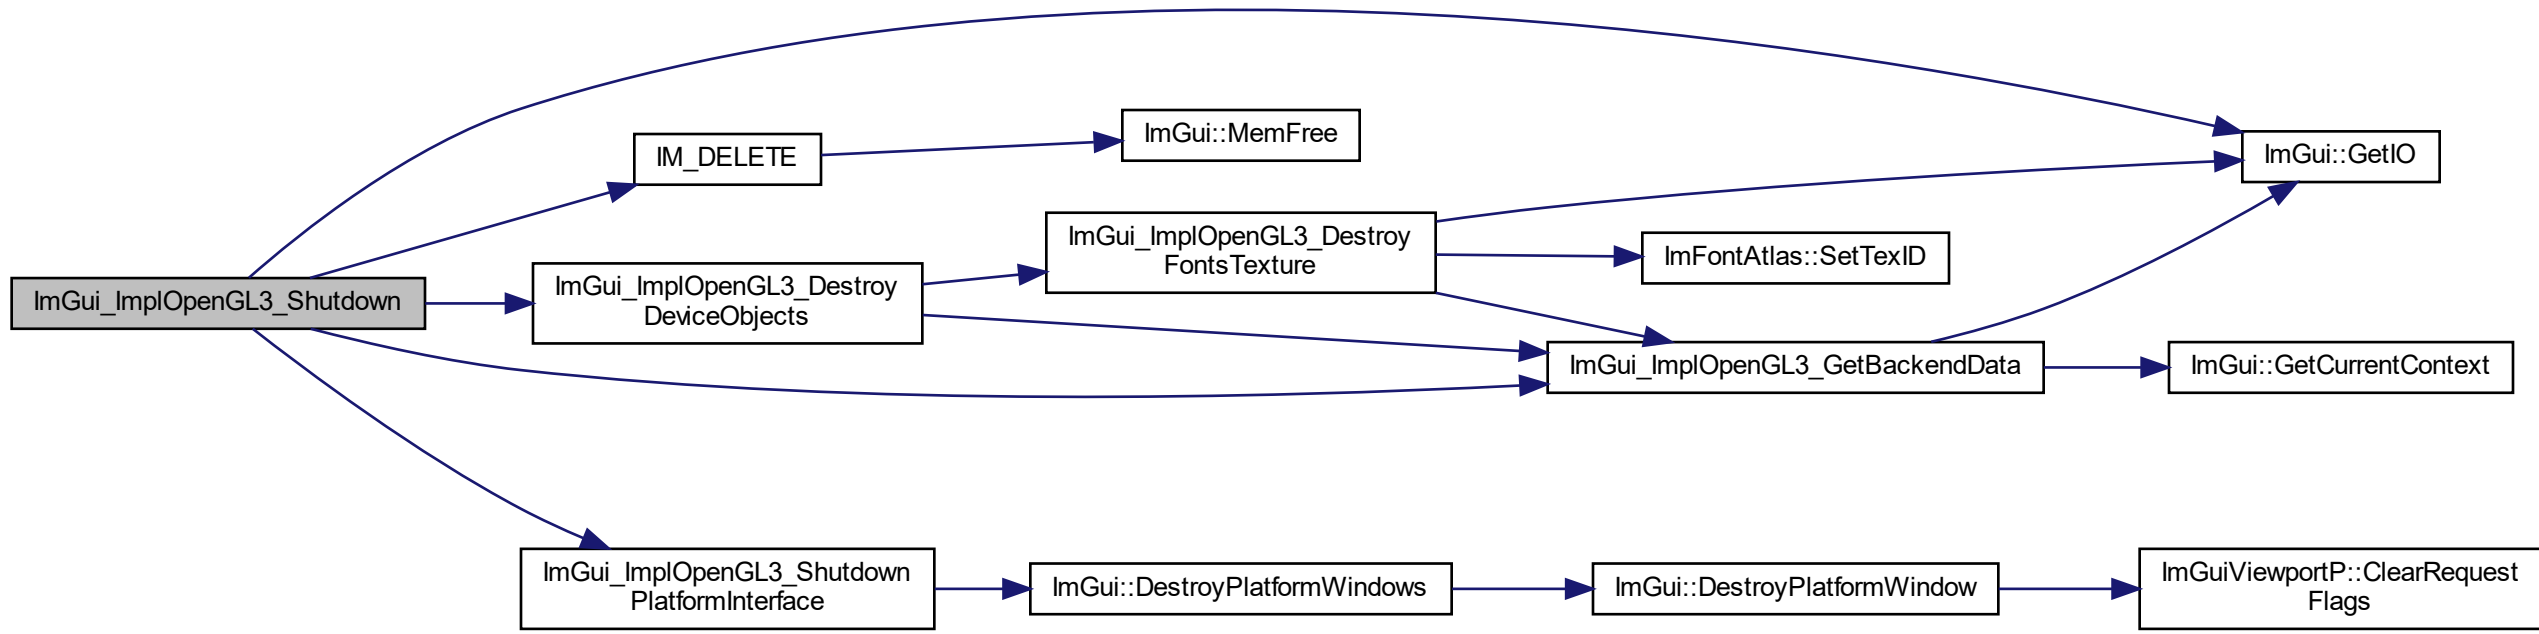 ImGui_ImplOpenGL3_Shutdown
IM_DELETE
ImGui::MemFree
ImGui::GetIO
ImGui_ImplOpenGL3_Destroy
DeviceObjects
ImGui_ImplOpenGL3_Destroy
FontsTexture
ImFontAtlas::SetTexID
ImGui_ImplOpenGL3_GetBackendData
ImGui::GetCurrentContext
ImGui_ImplOpenGL3_Shutdown
PlatformInterface
ImGui::DestroyPlatformWindows
ImGui::DestroyPlatformWindow
ImGuiViewportP::ClearRequest
Flags